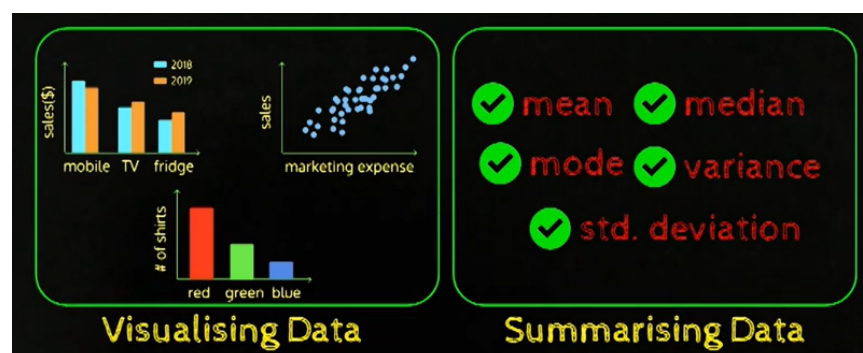 2018
2019
sales($)
mobile TV fridge
sales
marketing expense
# of shirts
red green blue
Visualising Data
mean median
mode variance
std. deviation
Summarising Data